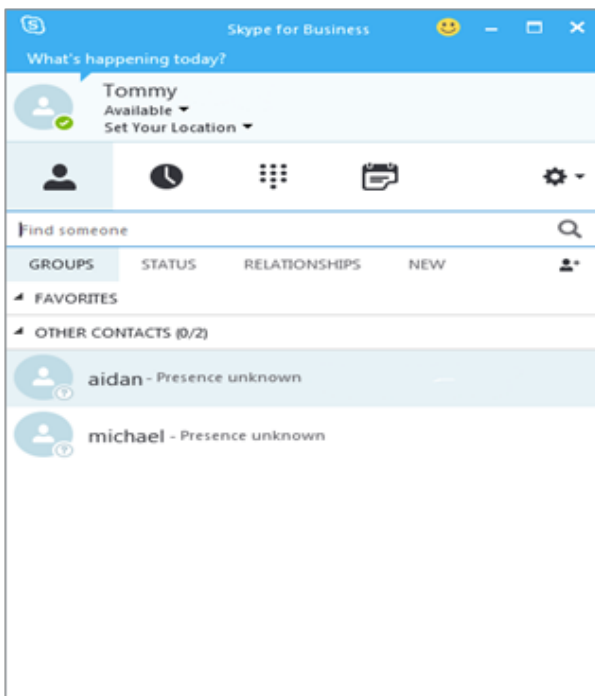 Skype for Business
What's happening today?
Tommy
Available
Set Your Location
Find someone
GROUPS STATUS RELATIONSHIPS NEW
FAVORITES
OTHER CONTACTS (0/2)
aidan - Presence unknown
michael - Presence unknown